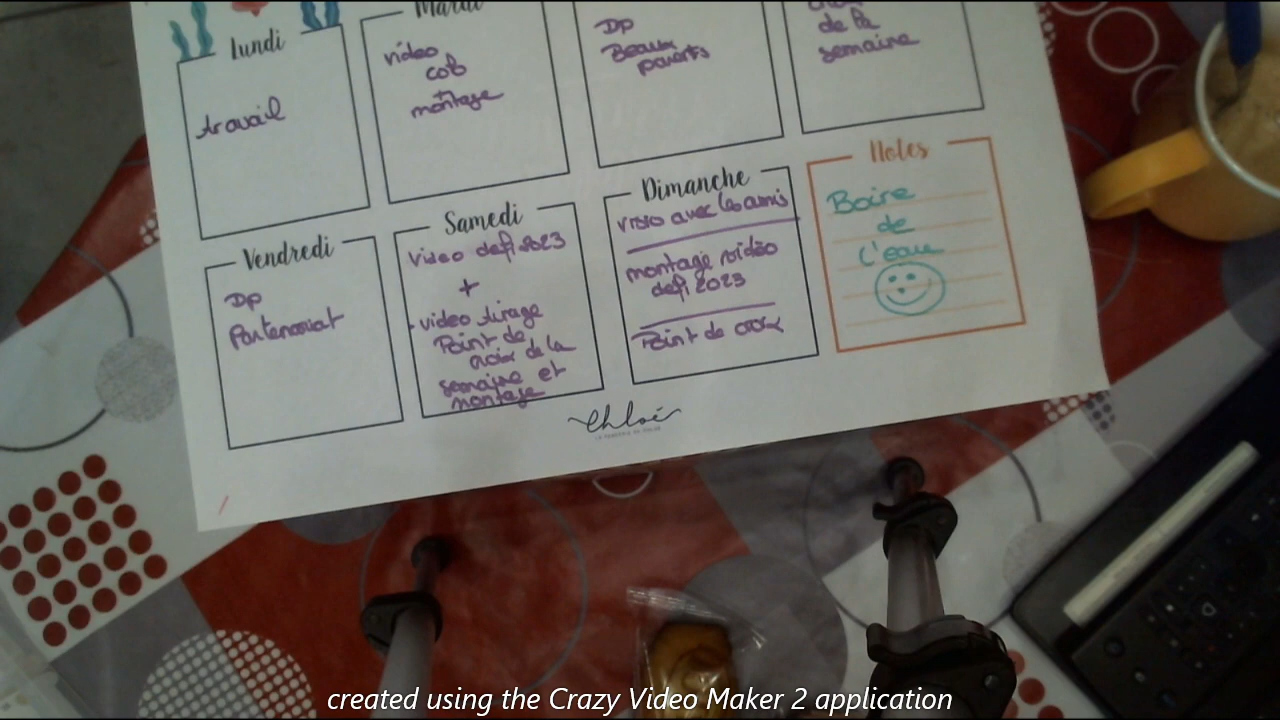 Lundi
travail
Mardi
vidéo
cob
+
montage
DP
Beaux
parents
de la
semaine
Vendredi
DP
Partenariat
Samedi
video defi 2023
+
- video tirage
Point de
croix de la
semaine et
montage
Dimanche
visio avec les amis
montage vidéo
defi 2023
Point de croix
Notes
Boire
de
l'eau
Chloé
created using the Crazy Video Maker 2 application